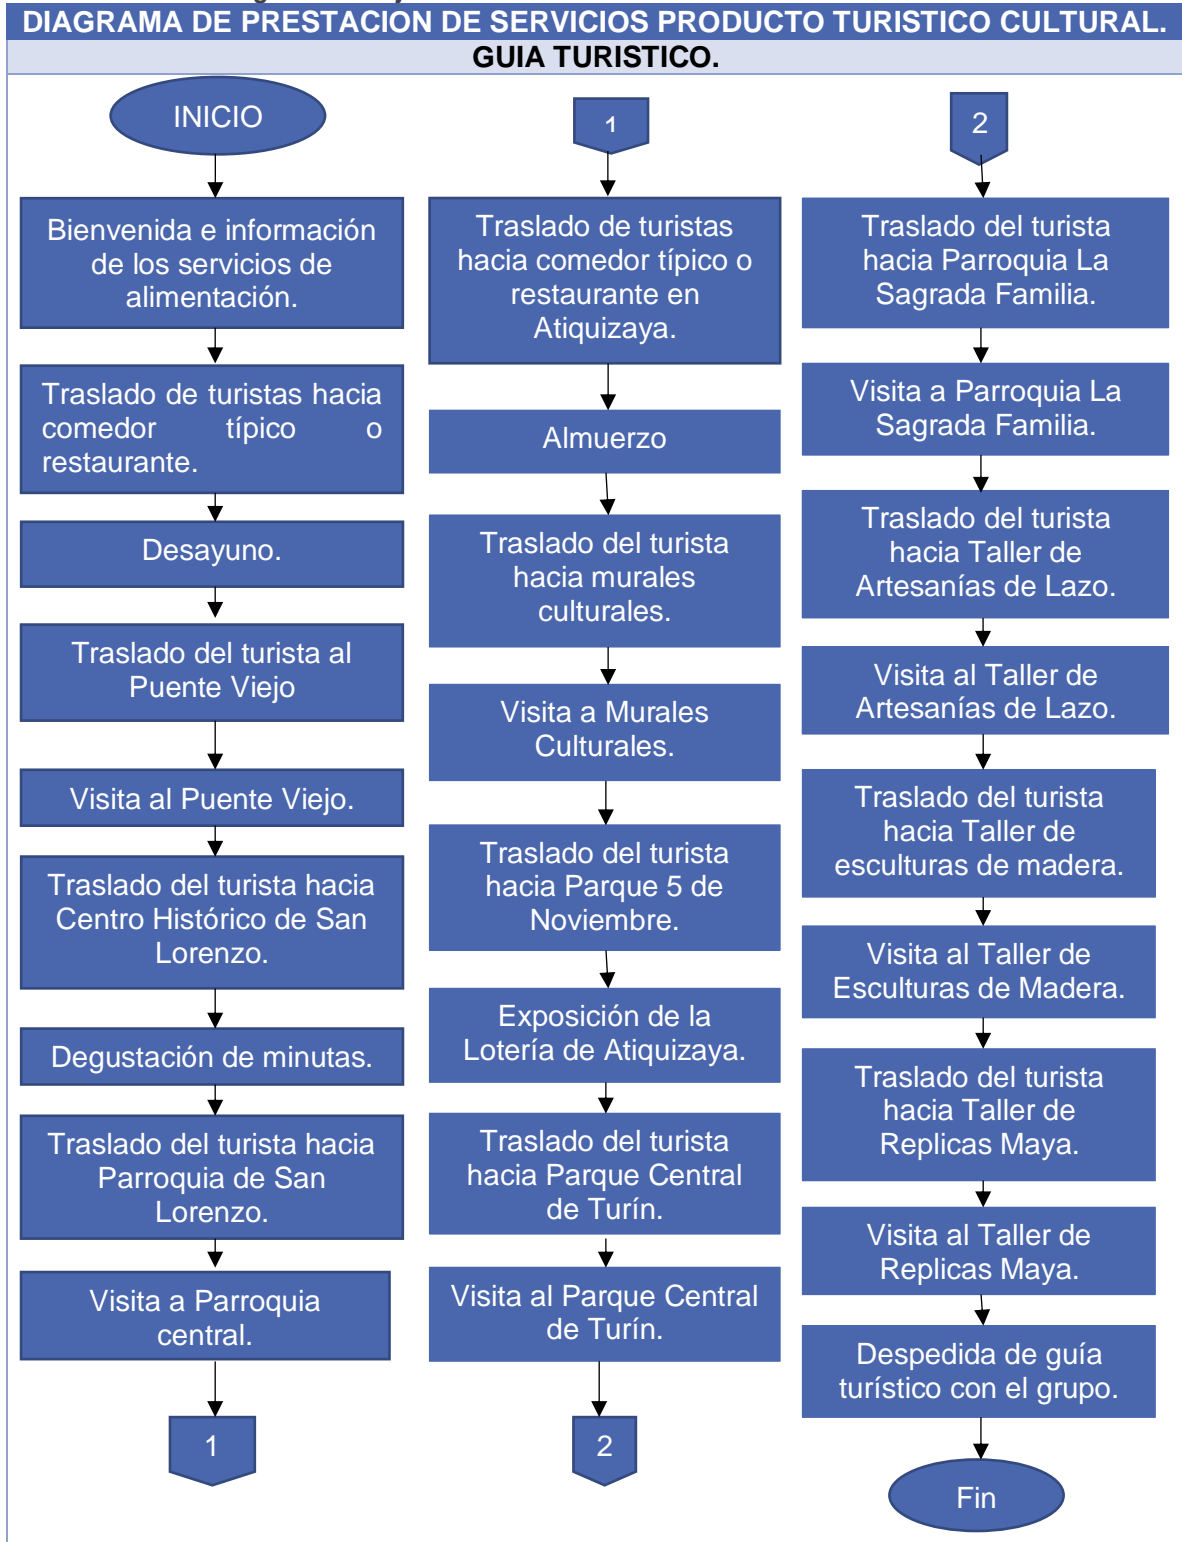 DIAGRAMA DE PRESTACION DE SERVICIOS PRODUCTO TURISTICO CULTURAL.
GUIA TURISTICO.
INICIO
Bienvenida e información
de los servicios de
alimentación.
Traslado de turistas hacia
comedor típico o
restaurante.
Desayuno.
Traslado del turista al
Puente Viejo
Visita al Puente Viejo.
Traslado del turista hacia
Centro Histórico de San
Lorenzo.
Degustación de minutas.
Traslado del turista hacia
Parroquia de San
Lorenzo.
Visita a Parroquia
central.
1
1
Traslado de turistas
hacia comedor típico o
restaurante en
Atiquizaya.
Almuerzo
Traslado del turista
hacia murales
culturales.
Visita a Murales
Culturales.
Traslado del turista
hacia Parque 5 de
Noviembre.
Exposición de la
Lotería de Atiquizaya.
Traslado del turista
hacia Parque Central
de Turín.
Visita al Parque Central
de Turín.
2
2
Traslado del turista
hacia Parroquia La
Sagrada Familia.
Visita a Parroquia La
Sagrada Familia.
Traslado del turista
hacia Taller de
Artesanías de Lazo.
Visita al Taller de
Artesanías de Lazo.
Traslado del turista
hacia Taller de
esculturas de madera.
Visita al Taller de
Esculturas de Madera.
Traslado del turista
hacia Taller de
Replicas Maya.
Visita al Taller de
Replicas Maya.
Despedida de guía
turístico con el grupo.
Fin